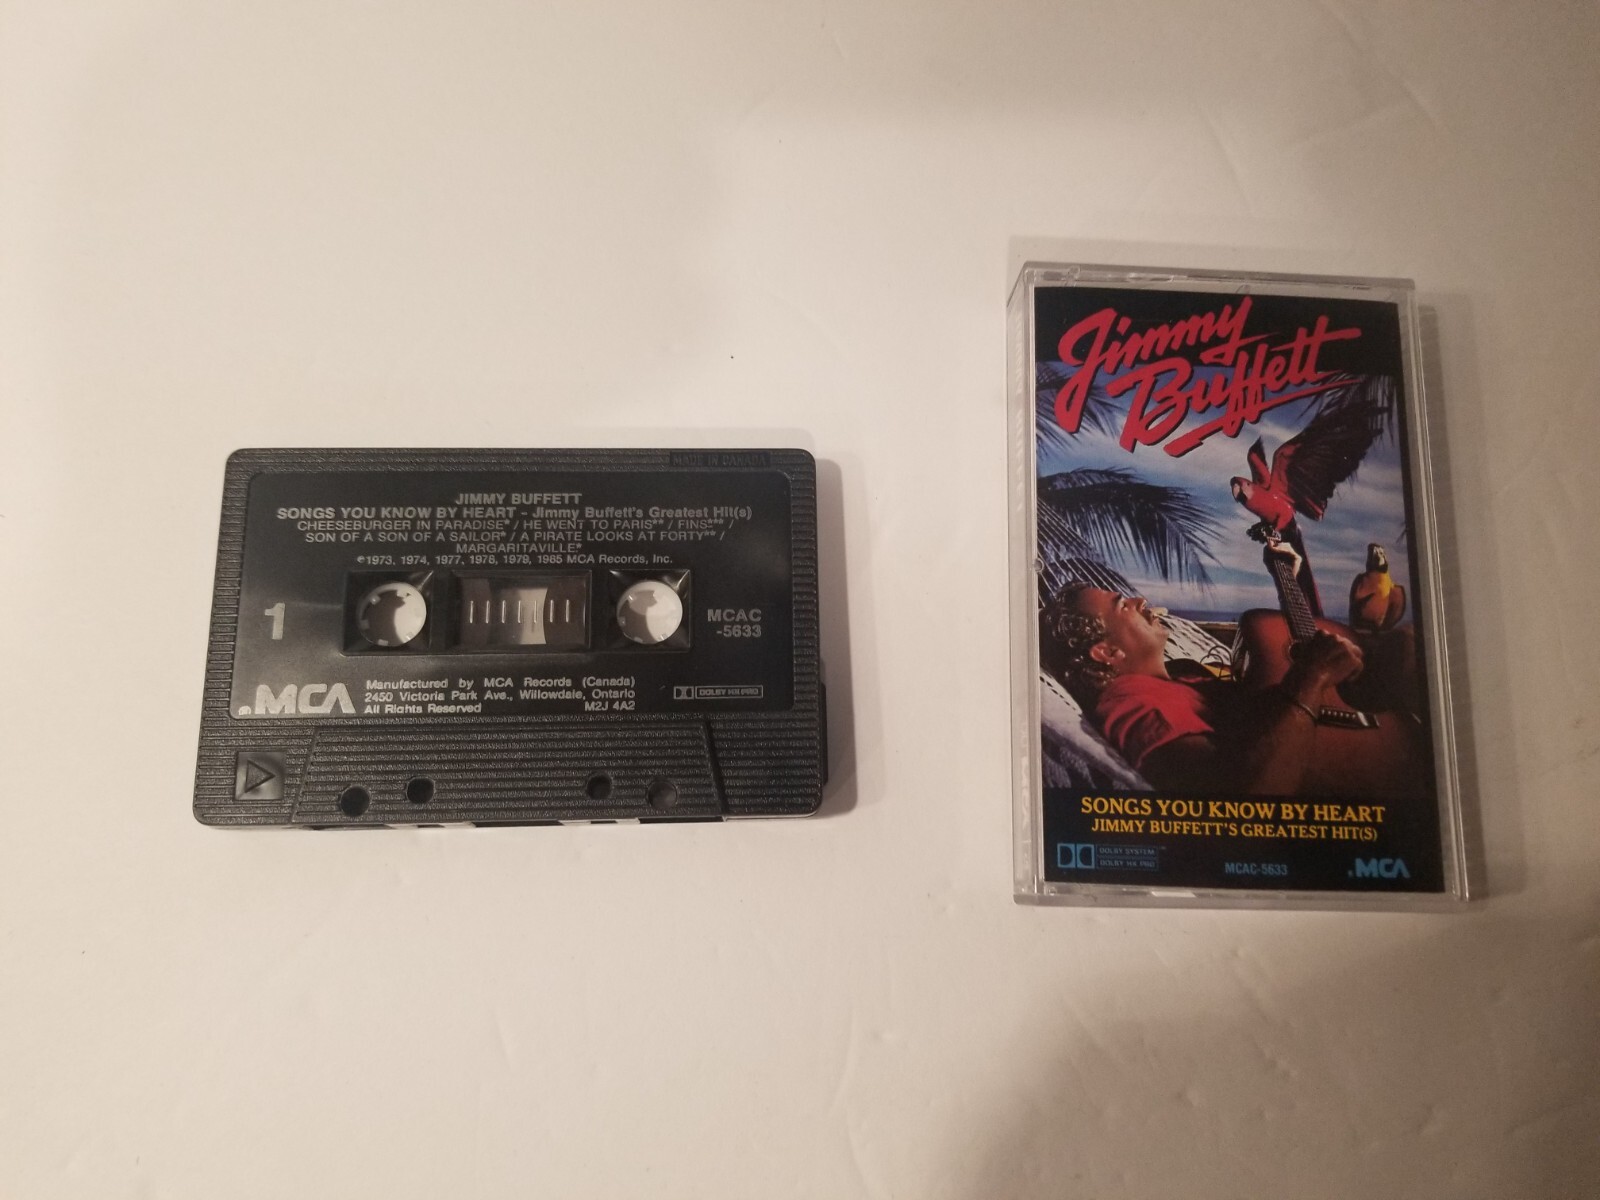 MADE IN CANADA
JIMMY BUFFETT
SONGS YOU KNOW BY HEART - Jimmy Buffett's Greatest Hit(s)
CHEESEBURGER IN PARADISE* / HE WENT TO PARIS** / FINS*** /
SON OF A SON OF A SAILOR* / A PIRATE LOOKS AT FORTY** /
MARGARITAVILLE*
℗1973, 1974, 1977, 1978, 1979, 1985 MCA Records, Inc.
1
MCAC
-5633
MCA
Manufactured by MCA Records (Canada)
2450 Victoria Park Ave., Willowdale, Ontario
All Rights Reserved M2J 4A2
DOLBY HX PRO
Jimmy
Buffett
SONGS YOU KNOW BY HEART
JIMMY BUFFETT'S GREATEST HIT(S)
DOLBY SYSTEM™
DOLBY HX PRO
MCAC-5633
MCA